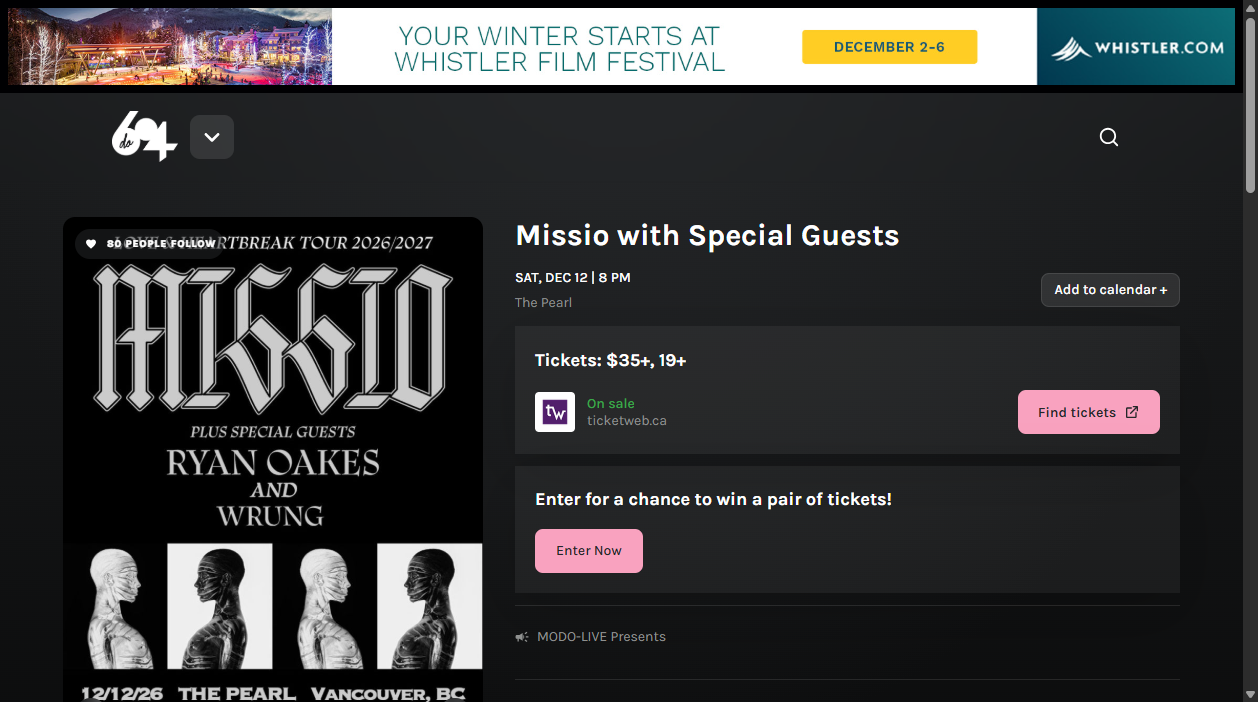 YOUR WINTER STARTS AT
WHISTLER FILM FESTIVAL
DECEMBER 2-6
WHISTLER.COM
do604
80 PEOPLE FOLLOW
LOVE & HEARTBREAK TOUR 2026/2027
MISSIO
PLUS SPECIAL GUESTS
RYAN OAKES
AND
WRUNG
12/12/26 THE PEARL VANCOUVER, BC
Missio with Special Guests
SAT, DEC 12 | 8 PM
The Pearl
Add to calendar +
Tickets: $35+, 19+
tw
On sale
ticketweb.ca
Find tickets
Enter for a chance to win a pair of tickets!
Enter Now
MODO-LIVE Presents